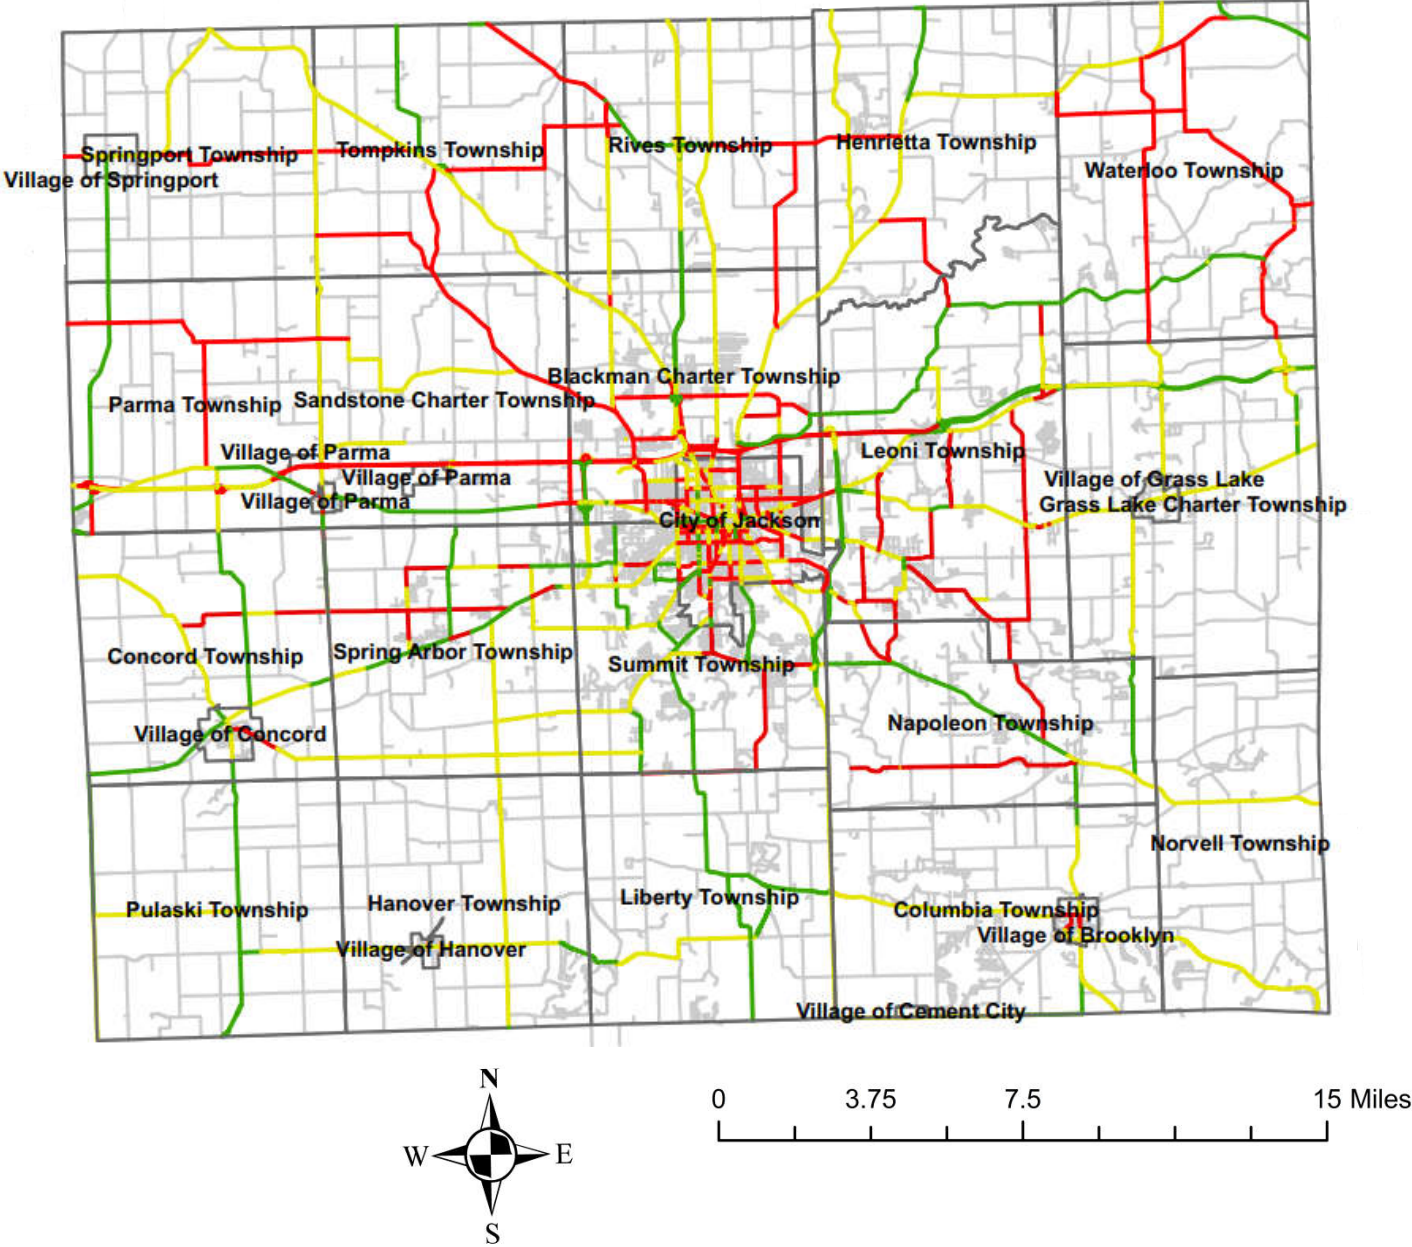 Henrietta Township
Rives Township
Tompkins Township
Springport Township
Waterloo Township
Village of Springport
Blackman Charter Township
Sandstone Charter Township
Parma Township
Village of Parma
Leoni Township
Village of Parma
Village of Grass Lake
Village of Parma
Grass Lake Charter Township
City of Jackson
Spring Arbor Township
Concord Township
Summit Township
Napoleon Township
Village of Concord
Norvell Township
Liberty Township
Hanover Township
Pulaski Township
Columbia Township
Village of Brooklyn
Village of Hanover
Village of Cement City
N
W
E
S
0 3.75 7.5 15 Miles